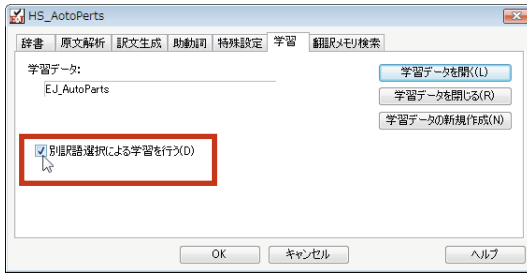 HS_AutoPerts
辞書 原文解析 訳文生成 助動詞 特殊設定 学習 翻訳メモリ検索
学習データ:
EJ_AutoParts
学習データを開く(L)
学習データを閉じる(R)
学習データの新規作成(N)
別訳語選択による学習を行う(D)
OK キャンセル ヘルプ